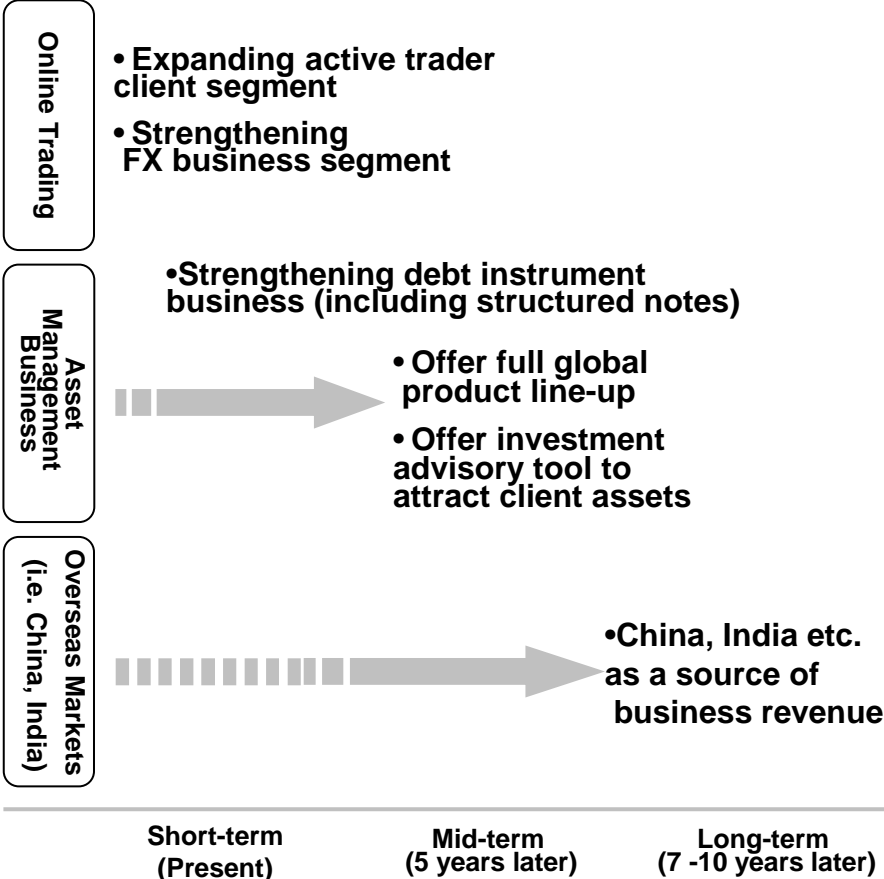 Online Trading
• Expanding active trader
client segment
• Strengthening
FX business segment
Asset
Management
Business
•Strengthening debt instrument
business (including structured notes)
• Offer full global
product line-up
• Offer investment
advisory tool to
attract client assets
Overseas Markets
(i.e. China, India)
•China, India etc.
as a source of
business revenue
Short-term
(Present)
Mid-term
(5 years later)
Long-term
(7 -10 years later)